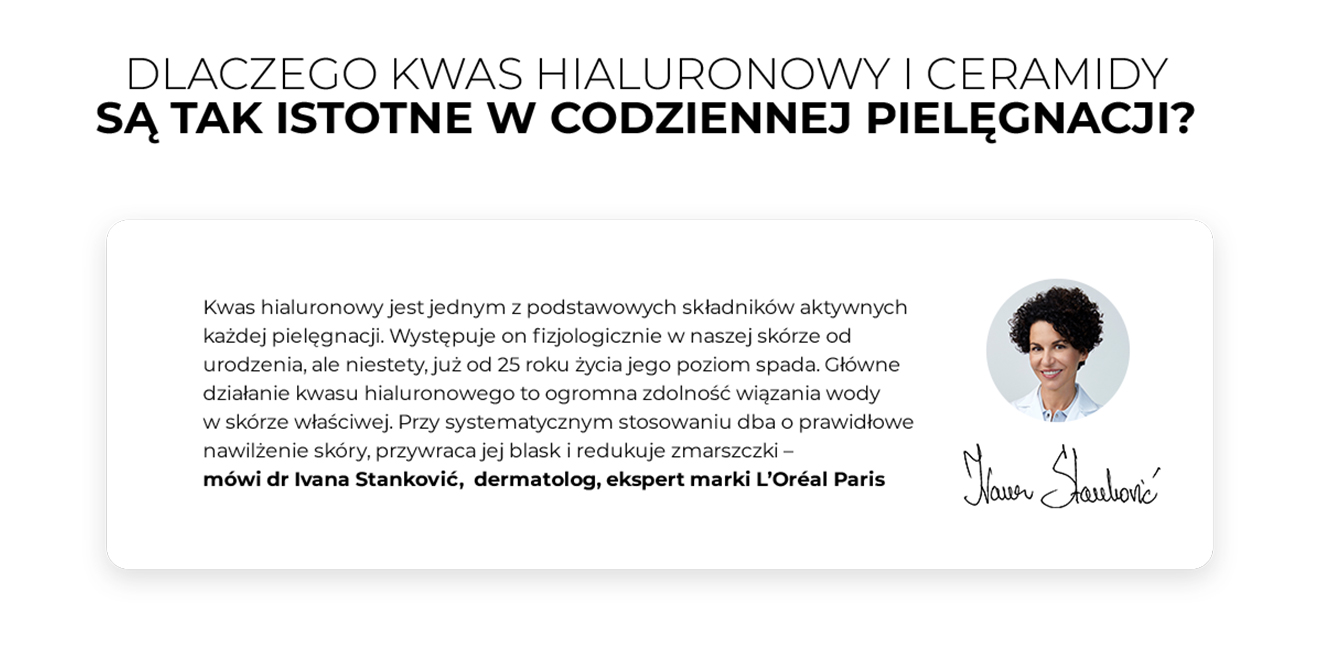 DLACZEGO KWAS HIALURONOWY I CERAMIDY
SĄ TAK ISTOTNE W CODZIENNEJ PIELĘGNACJI?
Kwas hialuronowy jest jednym z podstawowych składników aktywnych
każdej pielęgnacji. Występuje on fizjologicznie w naszej skórze od
urodzenia, ale niestety, już od 25 roku życia jego poziom spada. Główne
działanie kwasu hialuronowego to ogromna zdolność wiązania wody
w skórze właściwej. Przy systematycznym stosowaniu dba o prawidłowe
nawilżenie skóry, przywraca jej blask i redukuje zmarszczki –
mówi dr Ivana Stanković,  dermatolog, ekspert marki L’Oréal Paris
Ivana Stanković